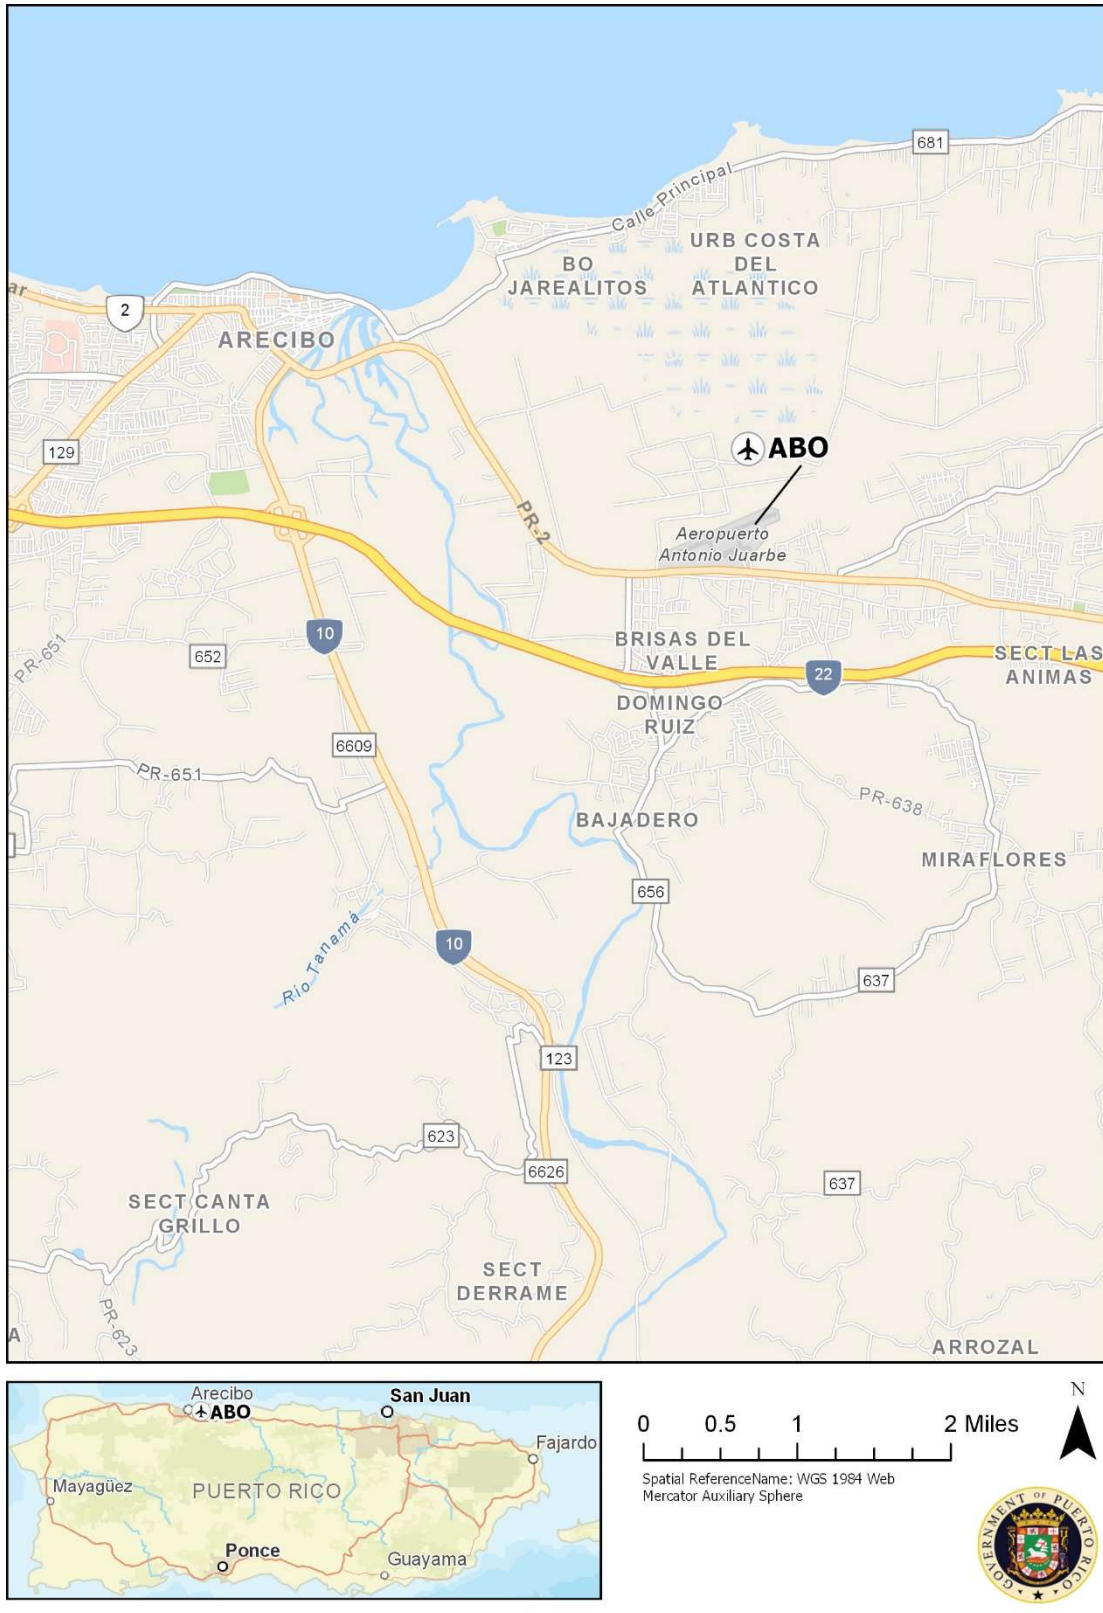 681
Calle Principal
URB COSTA
DEL
ATLANTICO
BO
JAREALITOS
ar
2
ARECIBO
129
ABO
PR-2
Aeropuerto
Antonio Juarbe
10
PR-651
652
BRISAS DEL
VALLE
SECT LAS
ANIMAS
22
DOMINGO
RUIZ
6609
PR-651
PR-638
BAJADERO
MIRAFLORES
656
Río Tanamá
10
637
123
623
6626
637
SECT CANTA
GRILLO
SECT
DERRAME
PR-623
A
ARROZAL
Arecibo
ABO
San Juan
Fajardo
Mayagüez
PUERTO RICO
Ponce
Guayama
0 0.5 1 2 Miles
Spatial ReferenceName: WGS 1984 Web
Mercator Auxiliary Sphere
N
GOVERNMENT OF PUERTO RICO